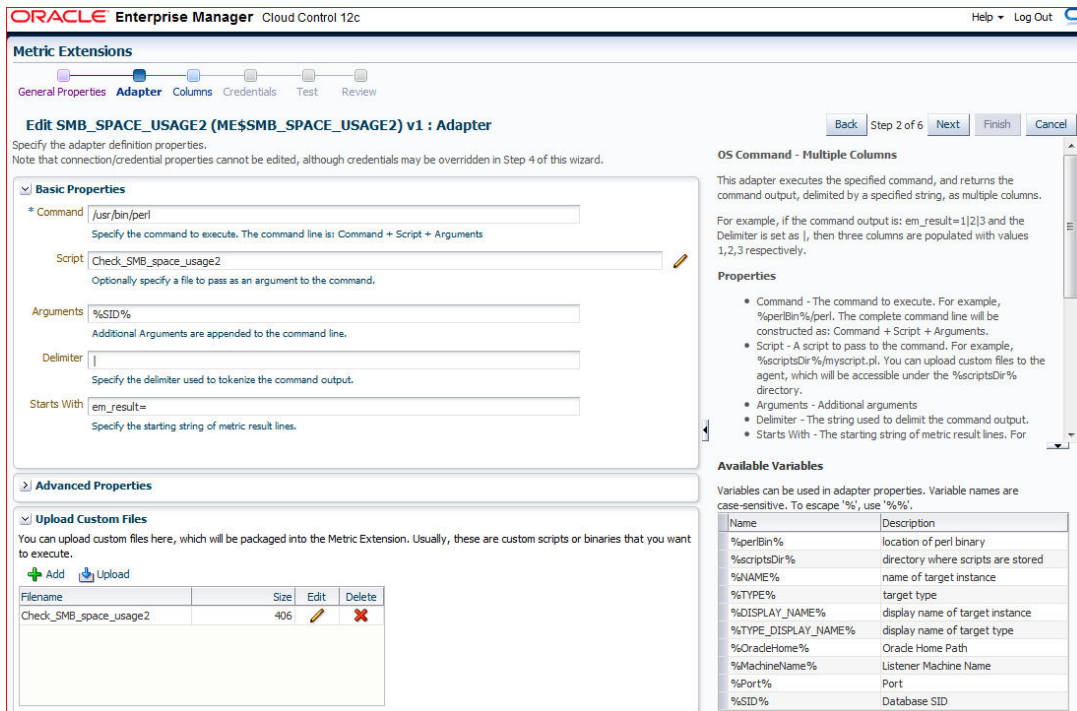 ORACLE Enterprise Manager Cloud Control 12c
Help Log Out
Metric Extensions
General Properties Adapter Columns Credentials Test Review
Edit SMB_SPACE_USAGE2 (ME$SMB_SPACE_USAGE2) v1 : Adapter
Back Step 2 of 6 Next Finish Cancel
Specify the adapter definition properties.
Note that connection/credential properties cannot be edited, although credentials may be overridden in Step 4 of this wizard.
Basic Properties
* Command /usr/bin/perl
Specify the command to execute. The command line is: Command + Script + Arguments
Script Check_SMB_space_usage2
Optionally specify a file to pass as an argument to the command.
Arguments %SID%
Additional Arguments are appended to the command line.
Delimiter |
Specify the delimiter used to tokenize the command output.
Starts With em_result=
Specify the starting string of metric result lines.
Advanced Properties
Upload Custom Files
You can upload custom files here, which will be packaged into the Metric Extension. Usually, these are custom scripts or binaries that you want
to execute.
Add Upload
Filename Size Edit Delete
Check_SMB_space_usage2 406
OS Command - Multiple Columns
This adapter executes the specified command, and returns the
command output, delimited by a specified string, as multiple columns.
For example, if the command output is: em_result=1|2|3 and the
Delimiter is set as |, then three columns are populated with values
1,2,3 respectively.
Properties
• Command - The command to execute. For example,
%perlBin%/perl. The complete command line will be
constructed as: Command + Script + Arguments.
• Script - A script to pass to the command. For example,
%scriptsDir%/myscript.pl. You can upload custom files to the
agent, which will be accessible under the %scriptsDir%
directory.
• Arguments - Additional arguments
• Delimiter - The string used to delimit the command output.
• Starts With - The starting string of metric result lines. For
Available Variables
Variables can be used in adapter properties. Variable names are
case-sensitive. To escape '%', use '%%'.
Name Description
%perlBin% location of perl binary
%scriptsDir% directory where scripts are stored
%NAME% name of target instance
%TYPE% target type
%DISPLAY_NAME% display name of target instance
%TYPE_DISPLAY_NAME% display name of target type
%OracleHome% Oracle Home Path
%MachineName% Listener Machine Name
%Port% Port
%SID% Database SID